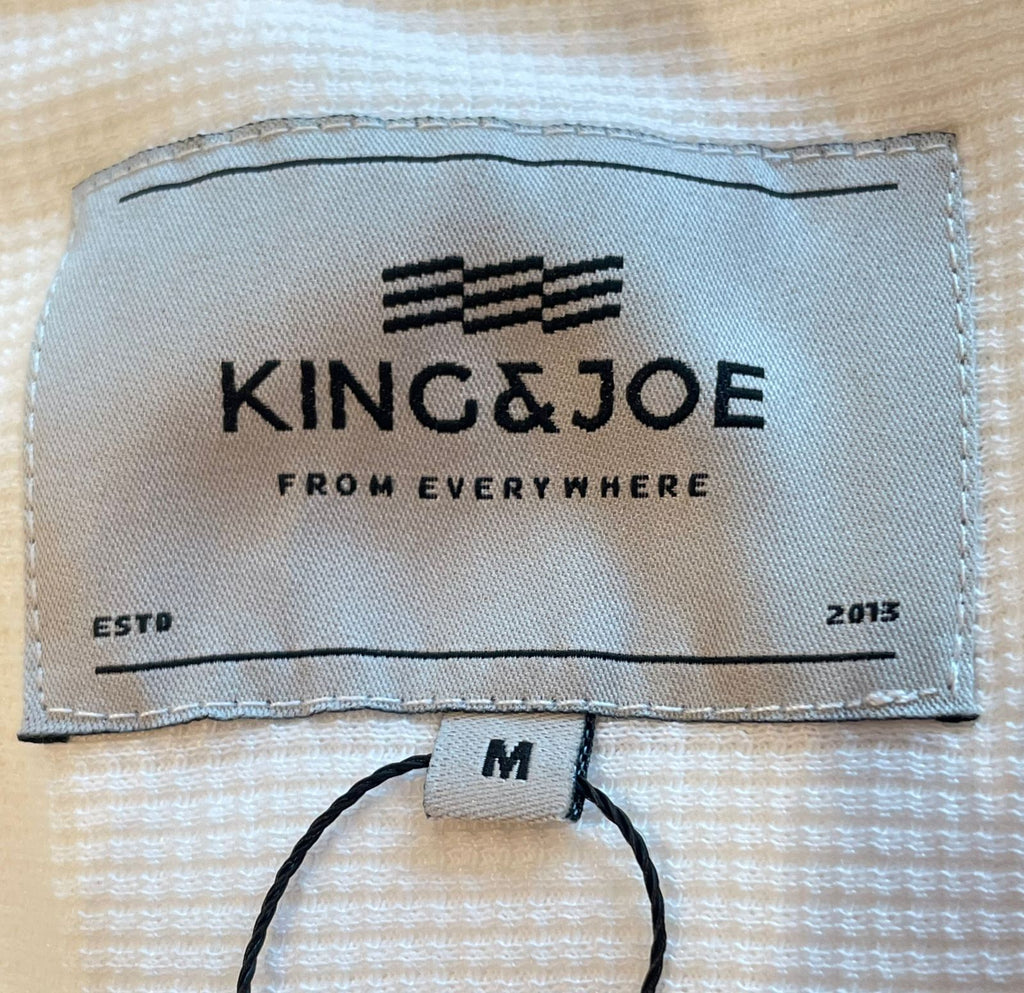 KING&JOE
FROM EVERYWHERE
ESTD 2013
M